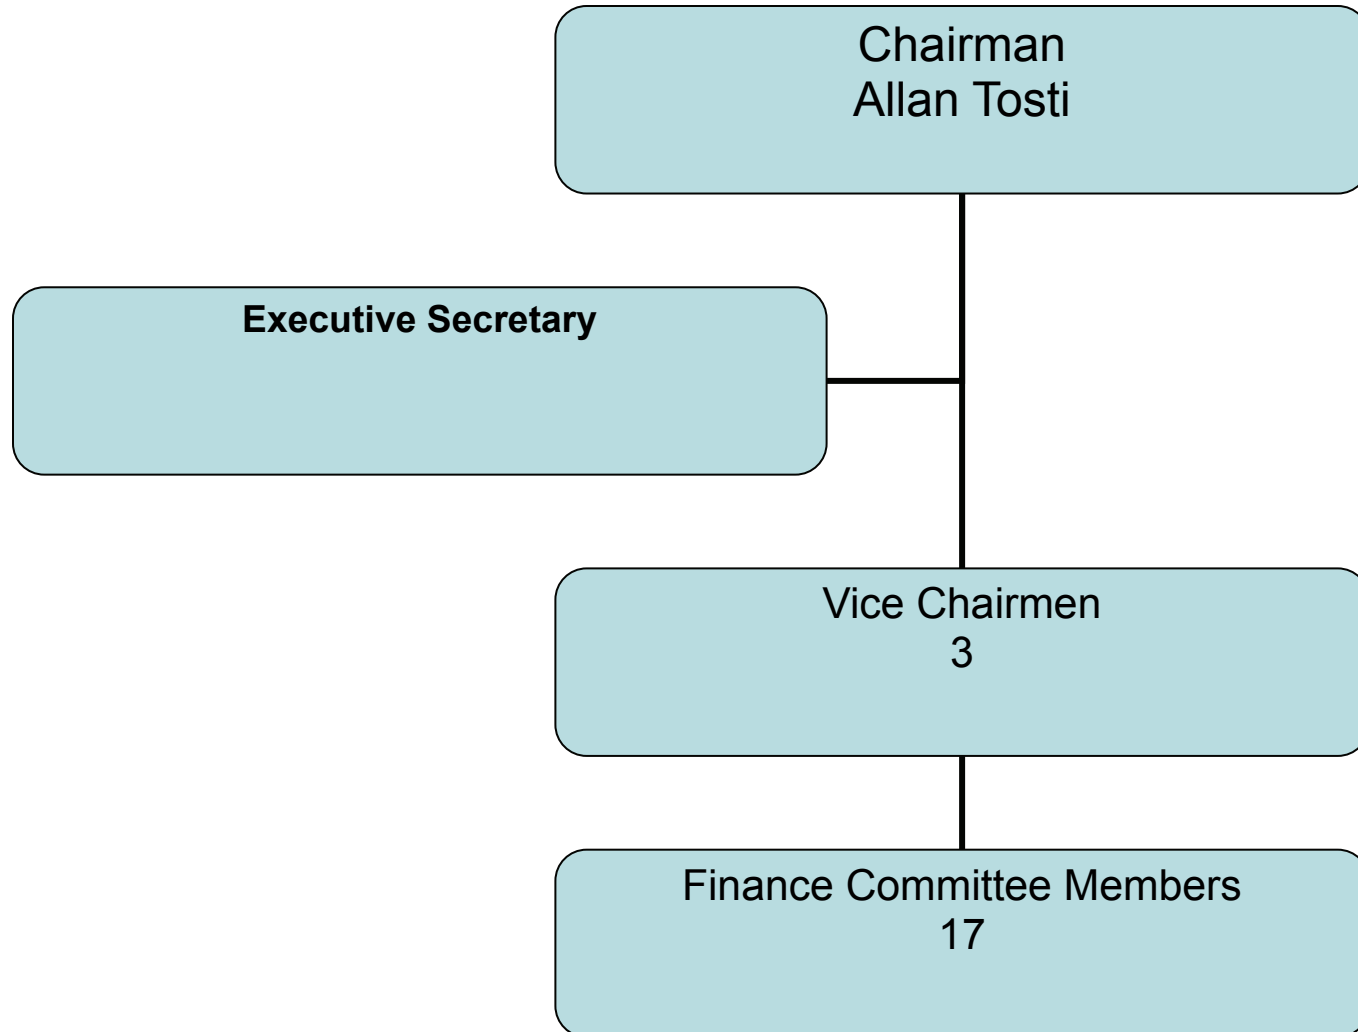 Chairman
Allan Tosti
Executive Secretary
Vice Chairmen
3
Finance Committee Members
17